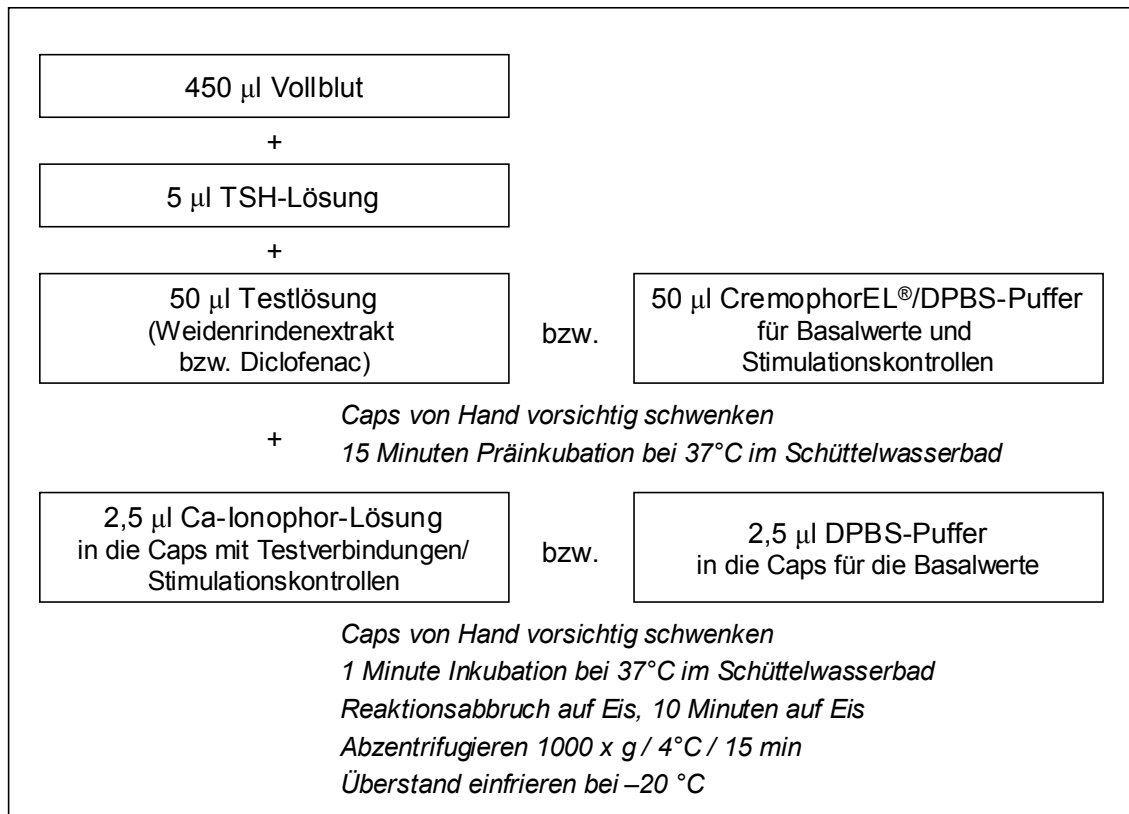 450 μl Vollblut
+
5 μl TSH-Lösung
+
50 μl Testlösung
(Weidenrindenextrakt
bzw. Diclofenac)
bzw.
50 μl CremophorEL®/DPBS-Puffer
für Basalwerte und
Stimulationskontrollen
Caps von Hand vorsichtig schwenken
+
15 Minuten Präinkubation bei 37°C im Schüttelwasserbad
2,5 μl Ca-Ionophor-Lösung
in die Caps mit Testverbindungen/
Stimulationskontrollen
bzw.
2,5 μl DPBS-Puffer
in die Caps für die Basalwerte
Caps von Hand vorsichtig schwenken
1 Minute Inkubation bei 37°C im Schüttelwasserbad
Reaktionsabbruch auf Eis, 10 Minuten auf Eis
Abzentrifugieren 1000 x g / 4°C / 15 min
Überstand einfrieren bei –20 °C